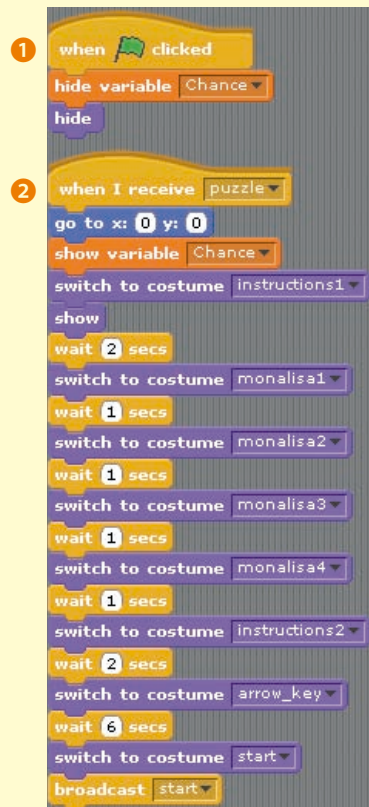 1
when clicked
hide variable Chance
hide
2
when I receive puzzle
go to x: 0 y: 0
show variable Chance
switch to costume instructions1
show
wait 2 secs
switch to costume monalisa1
wait 1 secs
switch to costume monalisa2
wait 1 secs
switch to costume monalisa3
wait 1 secs
switch to costume monalisa4
wait 1 secs
switch to costume instructions2
wait 2 secs
switch to costume arrow_key
wait 6 secs
switch to costume start
broadcast start